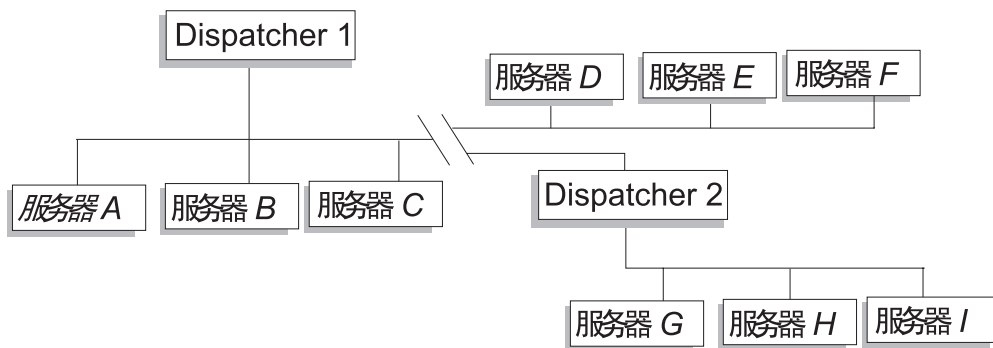 Dispatcher 1
服务器 D
服务器 E
服务器 F
服务器 A
服务器 B
服务器 C
Dispatcher 2
服务器 G
服务器 H
服务器 I